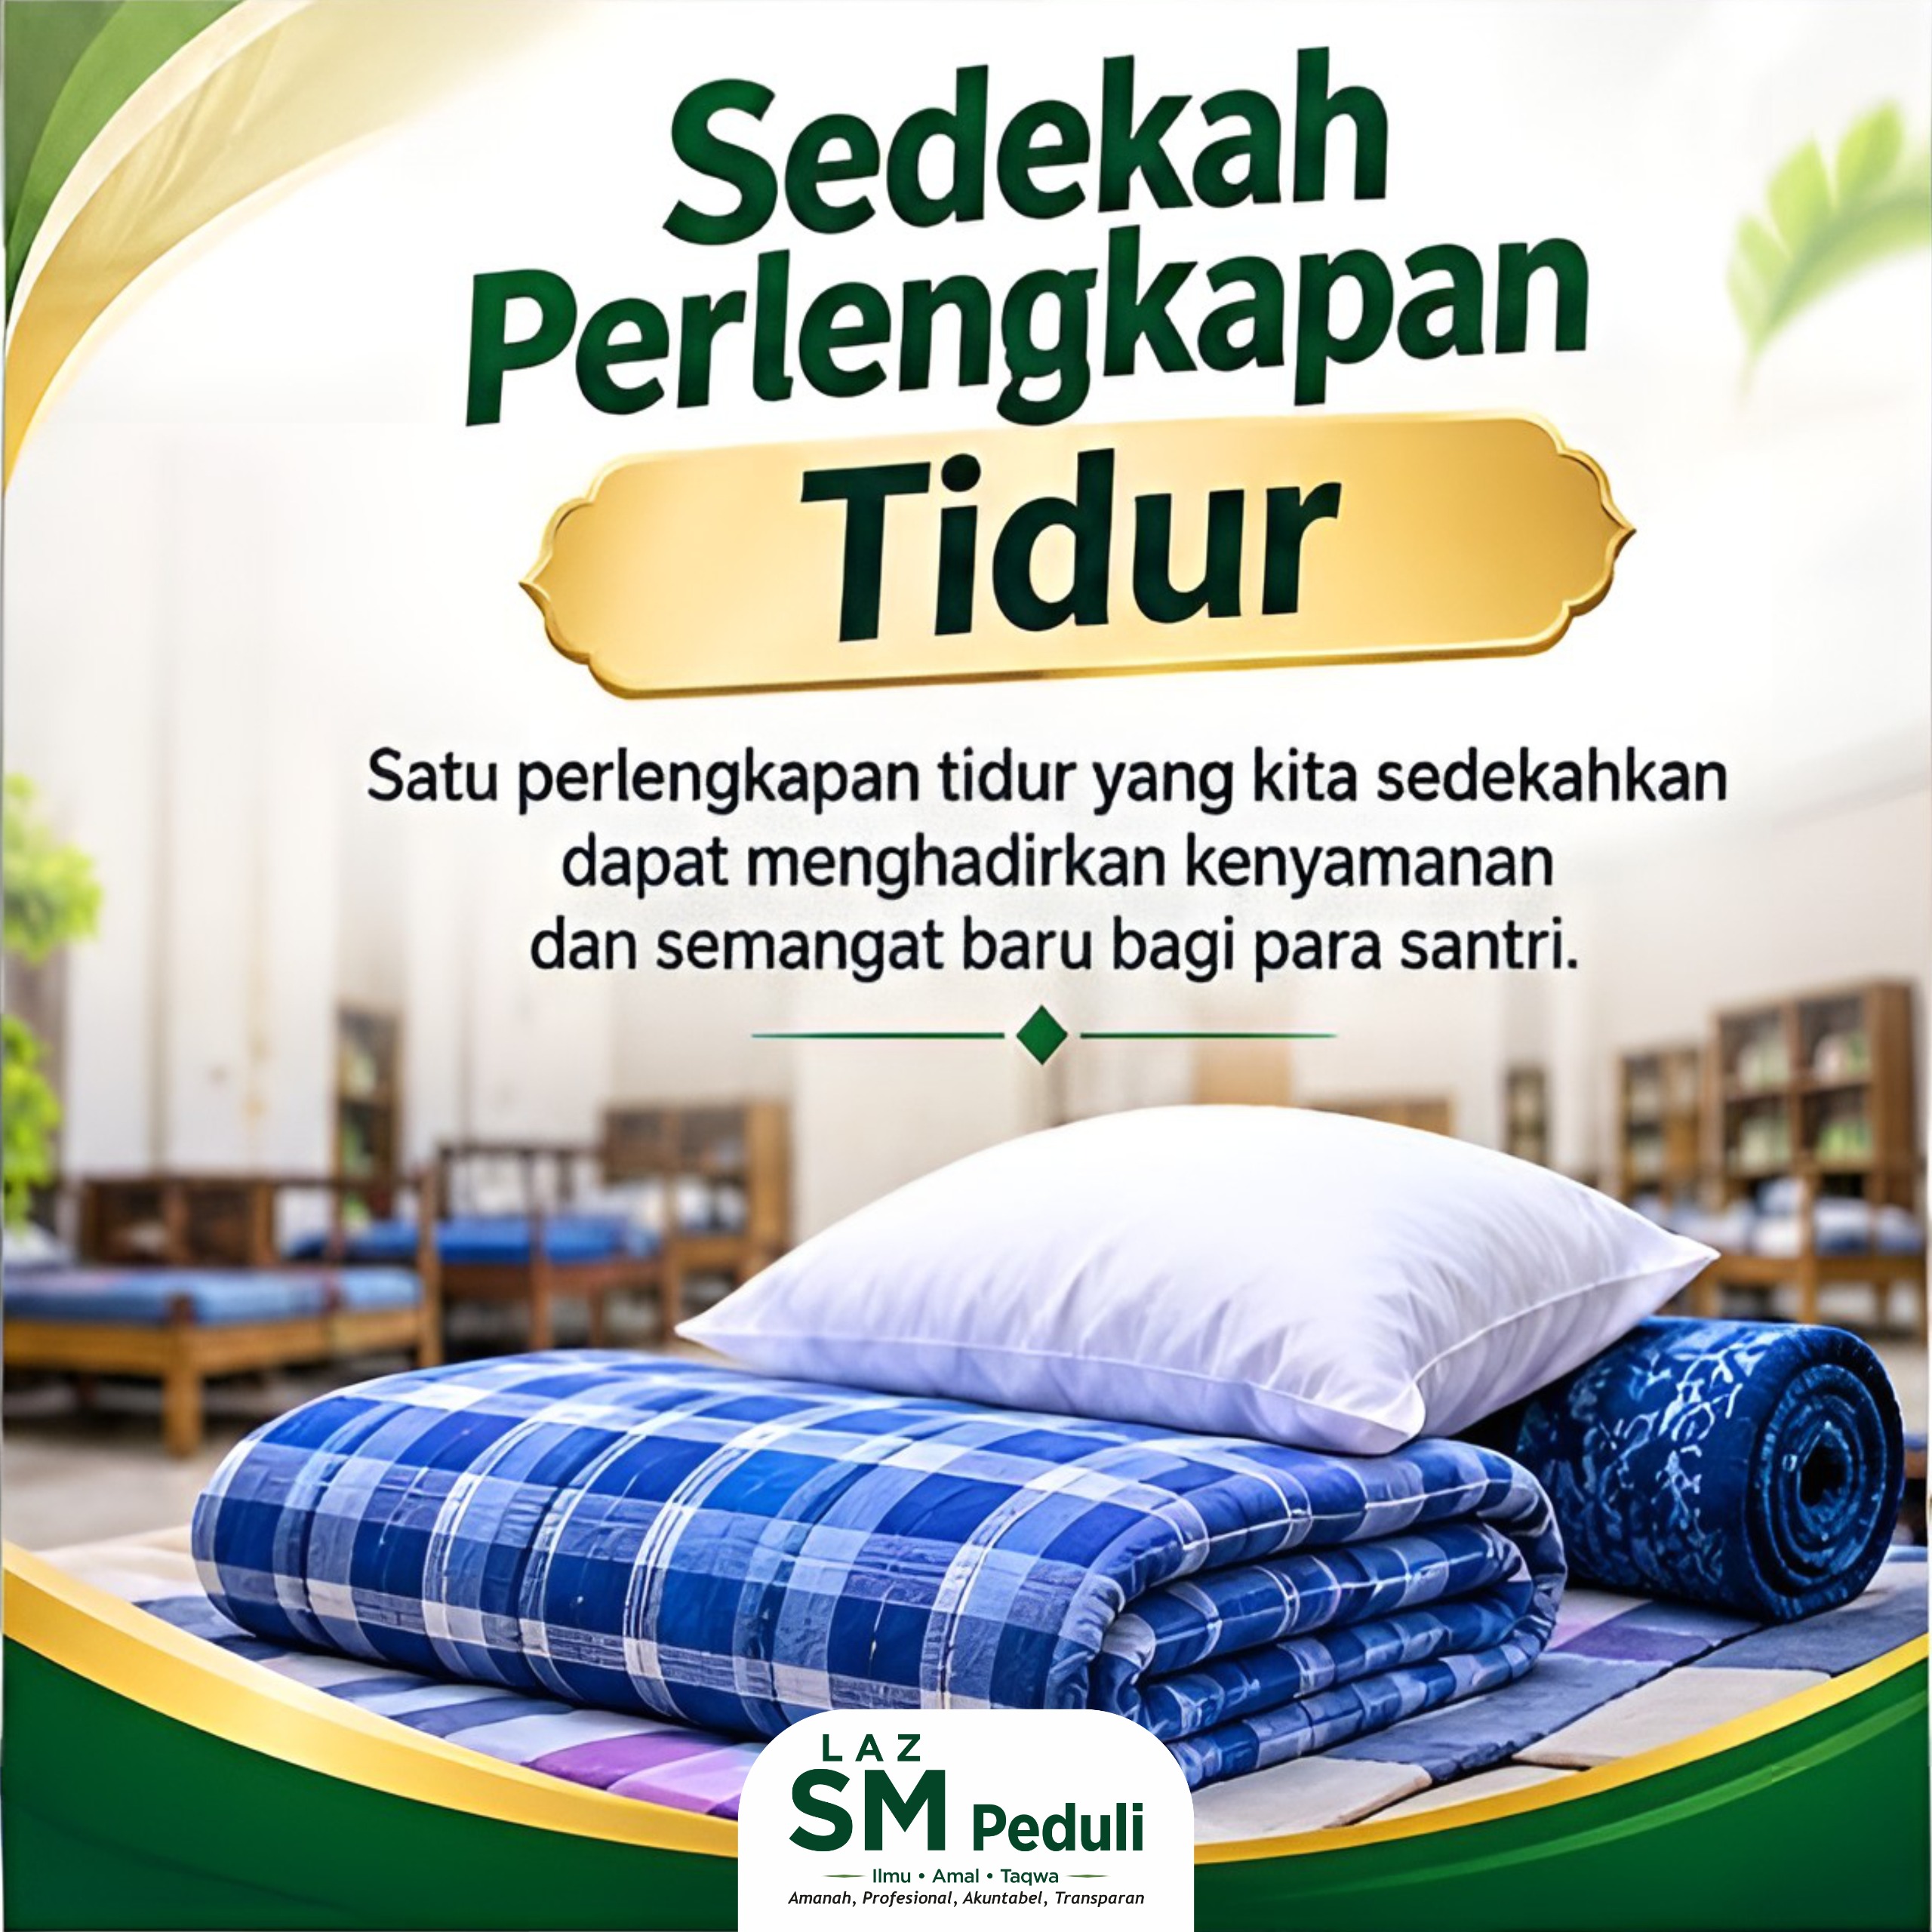 Sedekah
Perlengkapan
Tidur
Satu perlengkapan tidur yang kita sedekahkan
dapat menghadirkan kenyamanan
dan semangat baru bagi para santri.
LAZ
SM Peduli
Ilmu • Amal • Taqwa
Amanah, Profesional, Akuntabel, Transparan